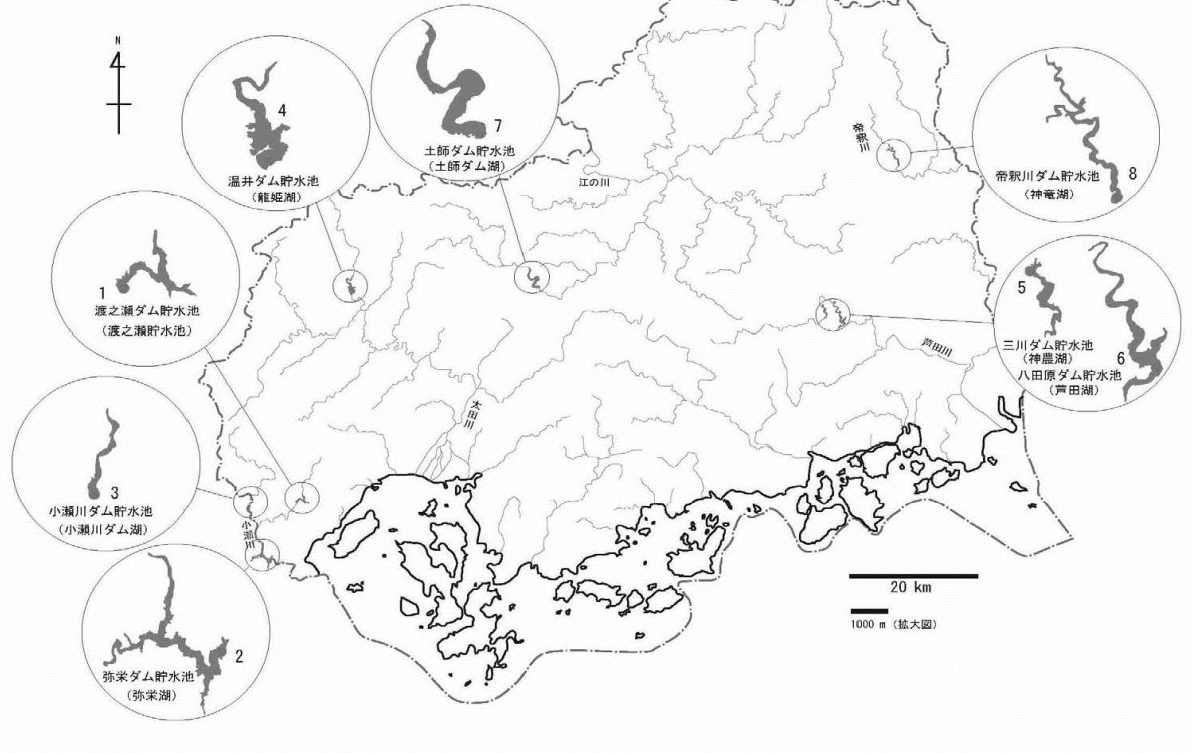 N
4
温井ダム貯水池
(龍姫湖)
7
土師ダム貯水池
(土師ダム湖)
帝釈川
8
帝釈川ダム貯水池
(神竜湖)
江の川
1
渡之瀬ダム貯水池
(渡之瀬貯水池)
5
三川ダム貯水池
(神農湖)
6
八田原ダム貯水池
(芦田湖)
芦田川
太田川
3
小瀬川ダム貯水池
(小瀬川ダム湖)
小瀬川
2
弥栄ダム貯水池
(弥栄湖)
20 km
1000 m (拡大図)